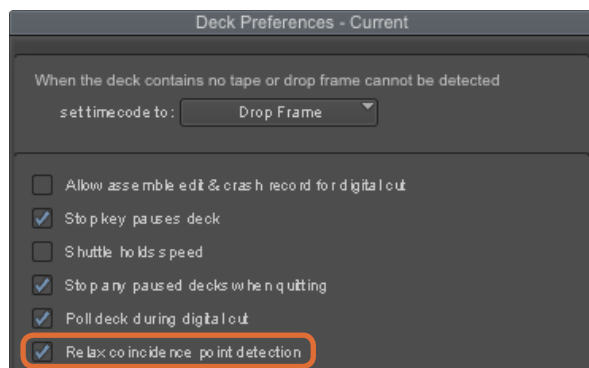 Deck Preferences - Current
When the deck contains no tape or drop frame cannot be detected
set timecode to: Drop Frame
Allow assemble edit & crash record for digital cut
Stop key pauses deck
Shuttle holds speed
Stop any paused decks when quitting
Poll deck during digital cut
Relax coincidence point detection